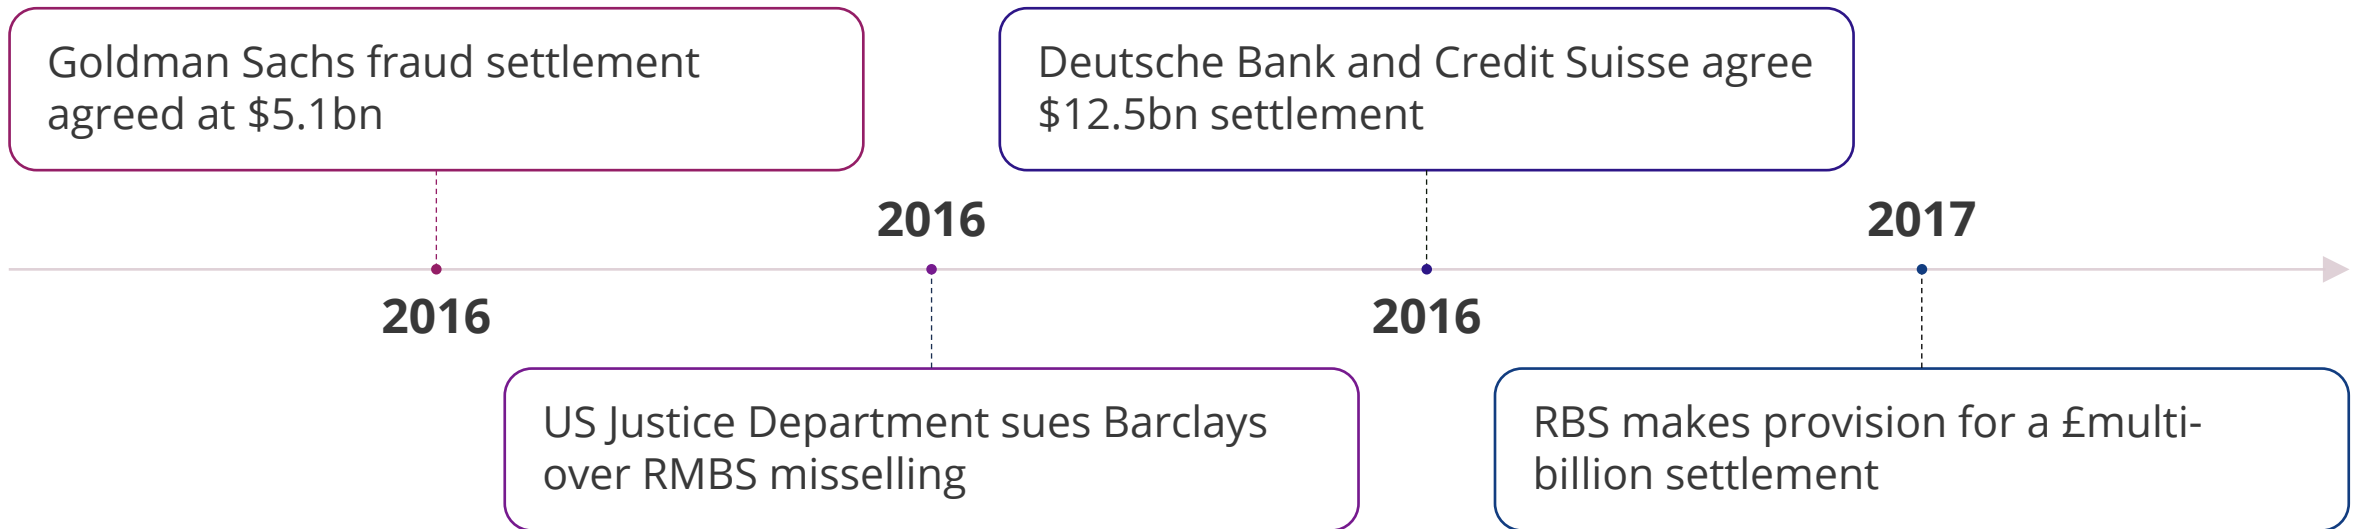 Goldman Sachs fraud settlement
agreed at $5.1bn
2016
2016
US Justice Department sues Barclays
over RMBS misselling
Deutsche Bank and Credit Suisse agree
$12.5bn settlement
2016
2017
RBS makes provision for a £multi-
billion settlement